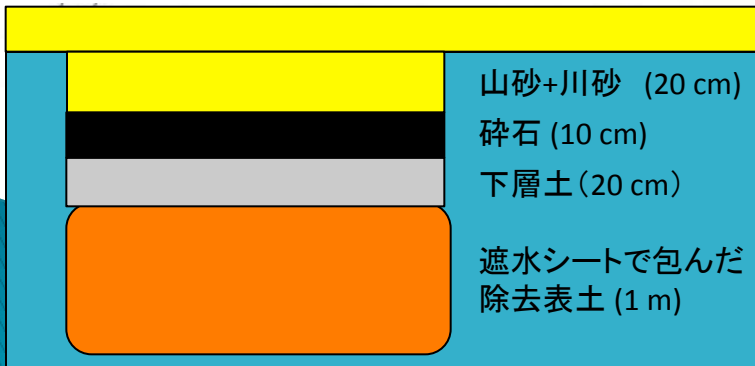 山砂+川砂 (20 cm)
砕石 (10 cm)
下層土(20 cm)
遮水シートで包んだ
除去表土 (1 m)